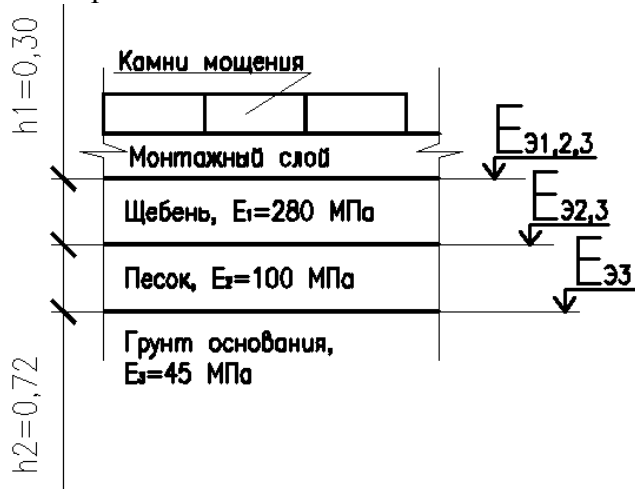 h1=0,30
Камни мощения
Монтажный слой
Eэ1,2,3
Щебень, E1=280 МПа
Eэ2,3
Песок, E2=100 МПа
Eэ3
Грунт основания,
E3=45 МПа
h2=0,72